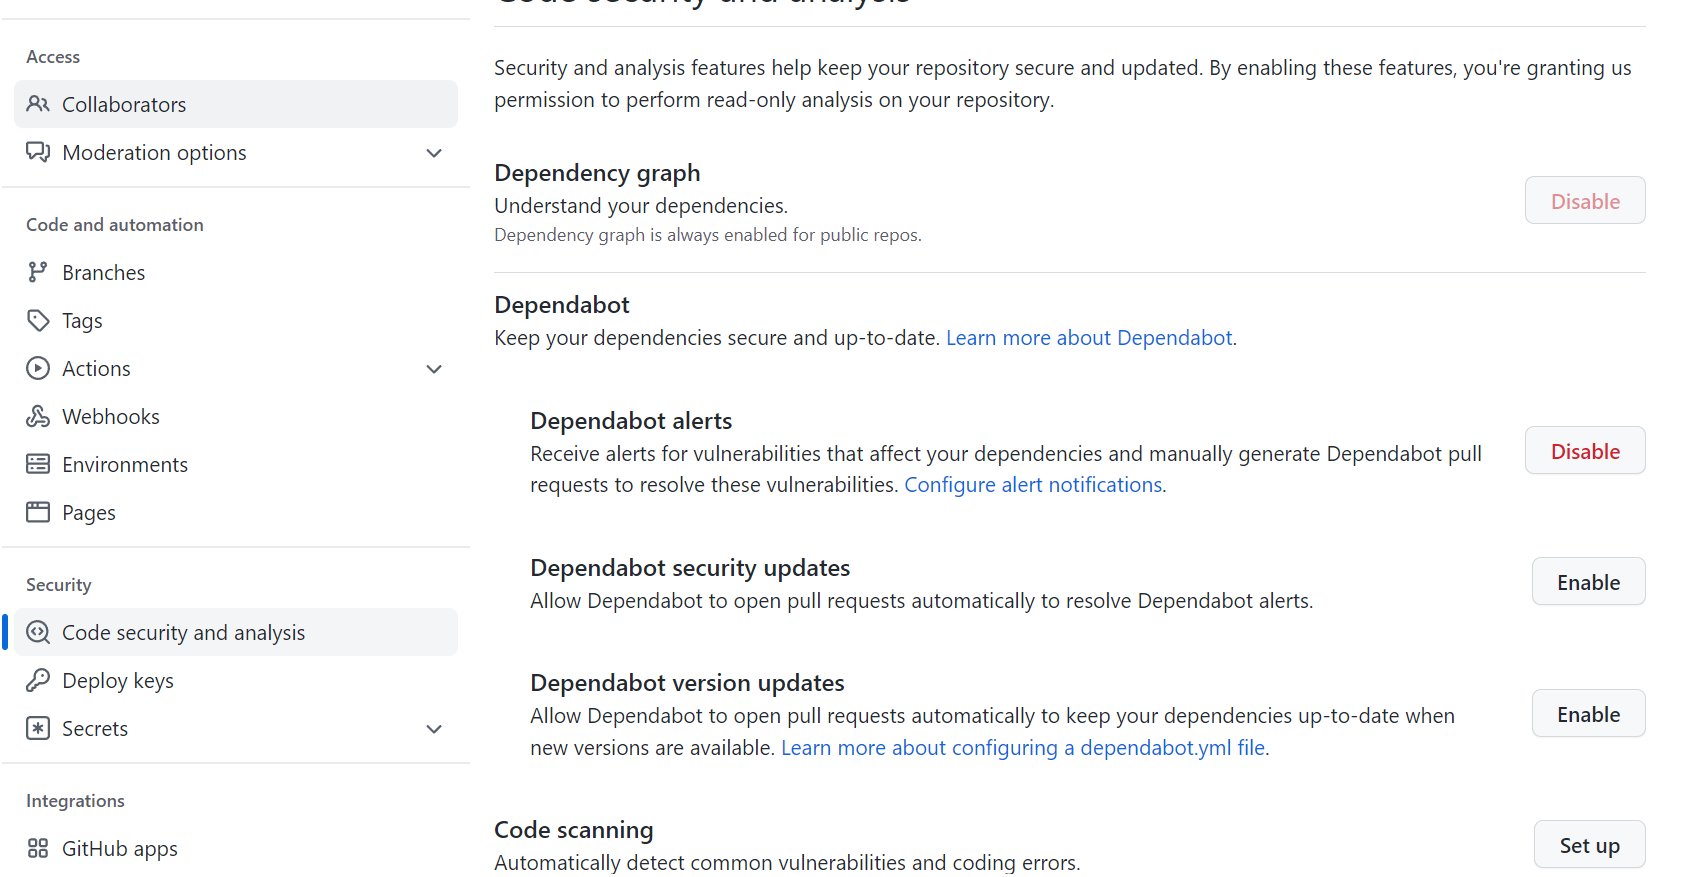 Code security and analysis
Access
Collaborators
Moderation options
Code and automation
Branches
Tags
Actions
Webhooks
Environments
Pages
Security
Code security and analysis
Deploy keys
Secrets
Integrations
GitHub apps
Security and analysis features help keep your repository secure and updated. By enabling these features, you're granting us
permission to perform read-only analysis on your repository.
Dependency graph
Understand your dependencies.
Dependency graph is always enabled for public repos.
Disable
Dependabot
Keep your dependencies secure and up-to-date. Learn more about Dependabot.
Dependabot alerts
Receive alerts for vulnerabilities that affect your dependencies and manually generate Dependabot pull
requests to resolve these vulnerabilities. Configure alert notifications.
Disable
Dependabot security updates
Allow Dependabot to open pull requests automatically to resolve Dependabot alerts.
Enable
Dependabot version updates
Allow Dependabot to open pull requests automatically to keep your dependencies up-to-date when
new versions are available. Learn more about configuring a dependabot.yml file.
Enable
Code scanning
Automatically detect common vulnerabilities and coding errors.
Set up